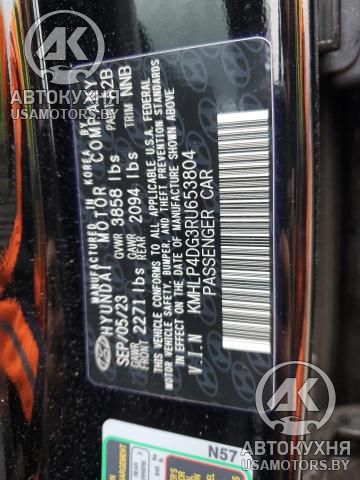 АВТОКУХНЯ
USAMOTORS.BY
MANUFACTURED IN KOREA BY
HYUNDAI MOTOR COMPANY
SEP/05/23 GVWR 3858 lbs
GAWR FRONT 2271 lbs GAWR REAR 2094 lbs TRIM NNB
THIS VEHICLE CONFORMS TO ALL APPLICABLE U.S.A. FEDERAL
MOTOR VEHICLE SAFETY, BUMPER, AND THEFT PREVENTION STANDARDS
IN EFFECT ON THE DATE OF MANUFACTURE SHOWN ABOVE.
V.I.N KMHLP4DG3RU653804
PASSENGER CAR
N57
REAR
АВТОКУХНЯ
USAMOTORS.BY